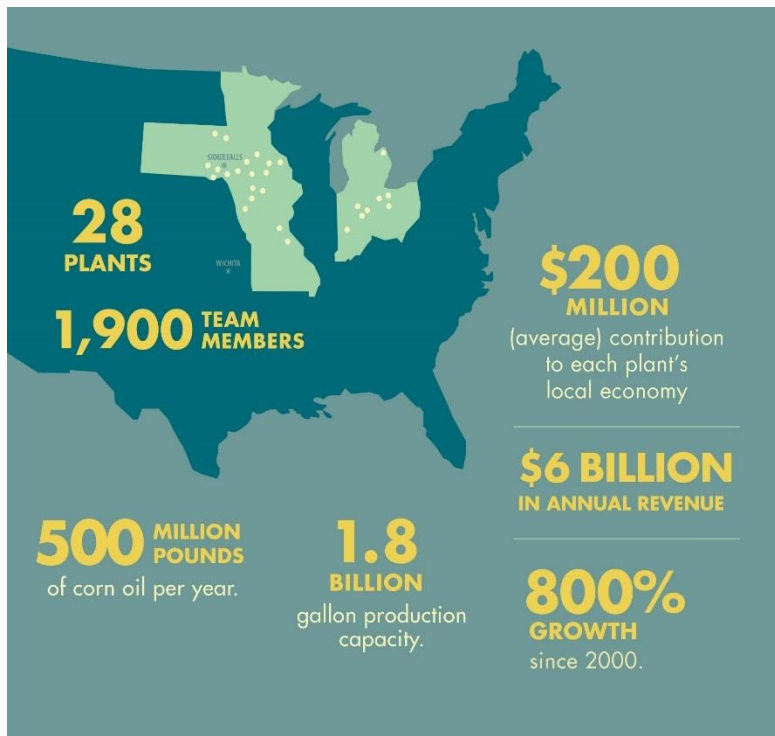 SIOUX FALLS
28
PLANTS
WICHITA
1,900 TEAM
MEMBERS
$200
MILLION
(average) contribution
to each plant's
local economy
$6 BILLION
IN ANNUAL REVENUE
500 MILLION
POUNDS
of corn oil per year.
1.8
BILLION
gallon production
capacity.
800%
GROWTH
since 2000.